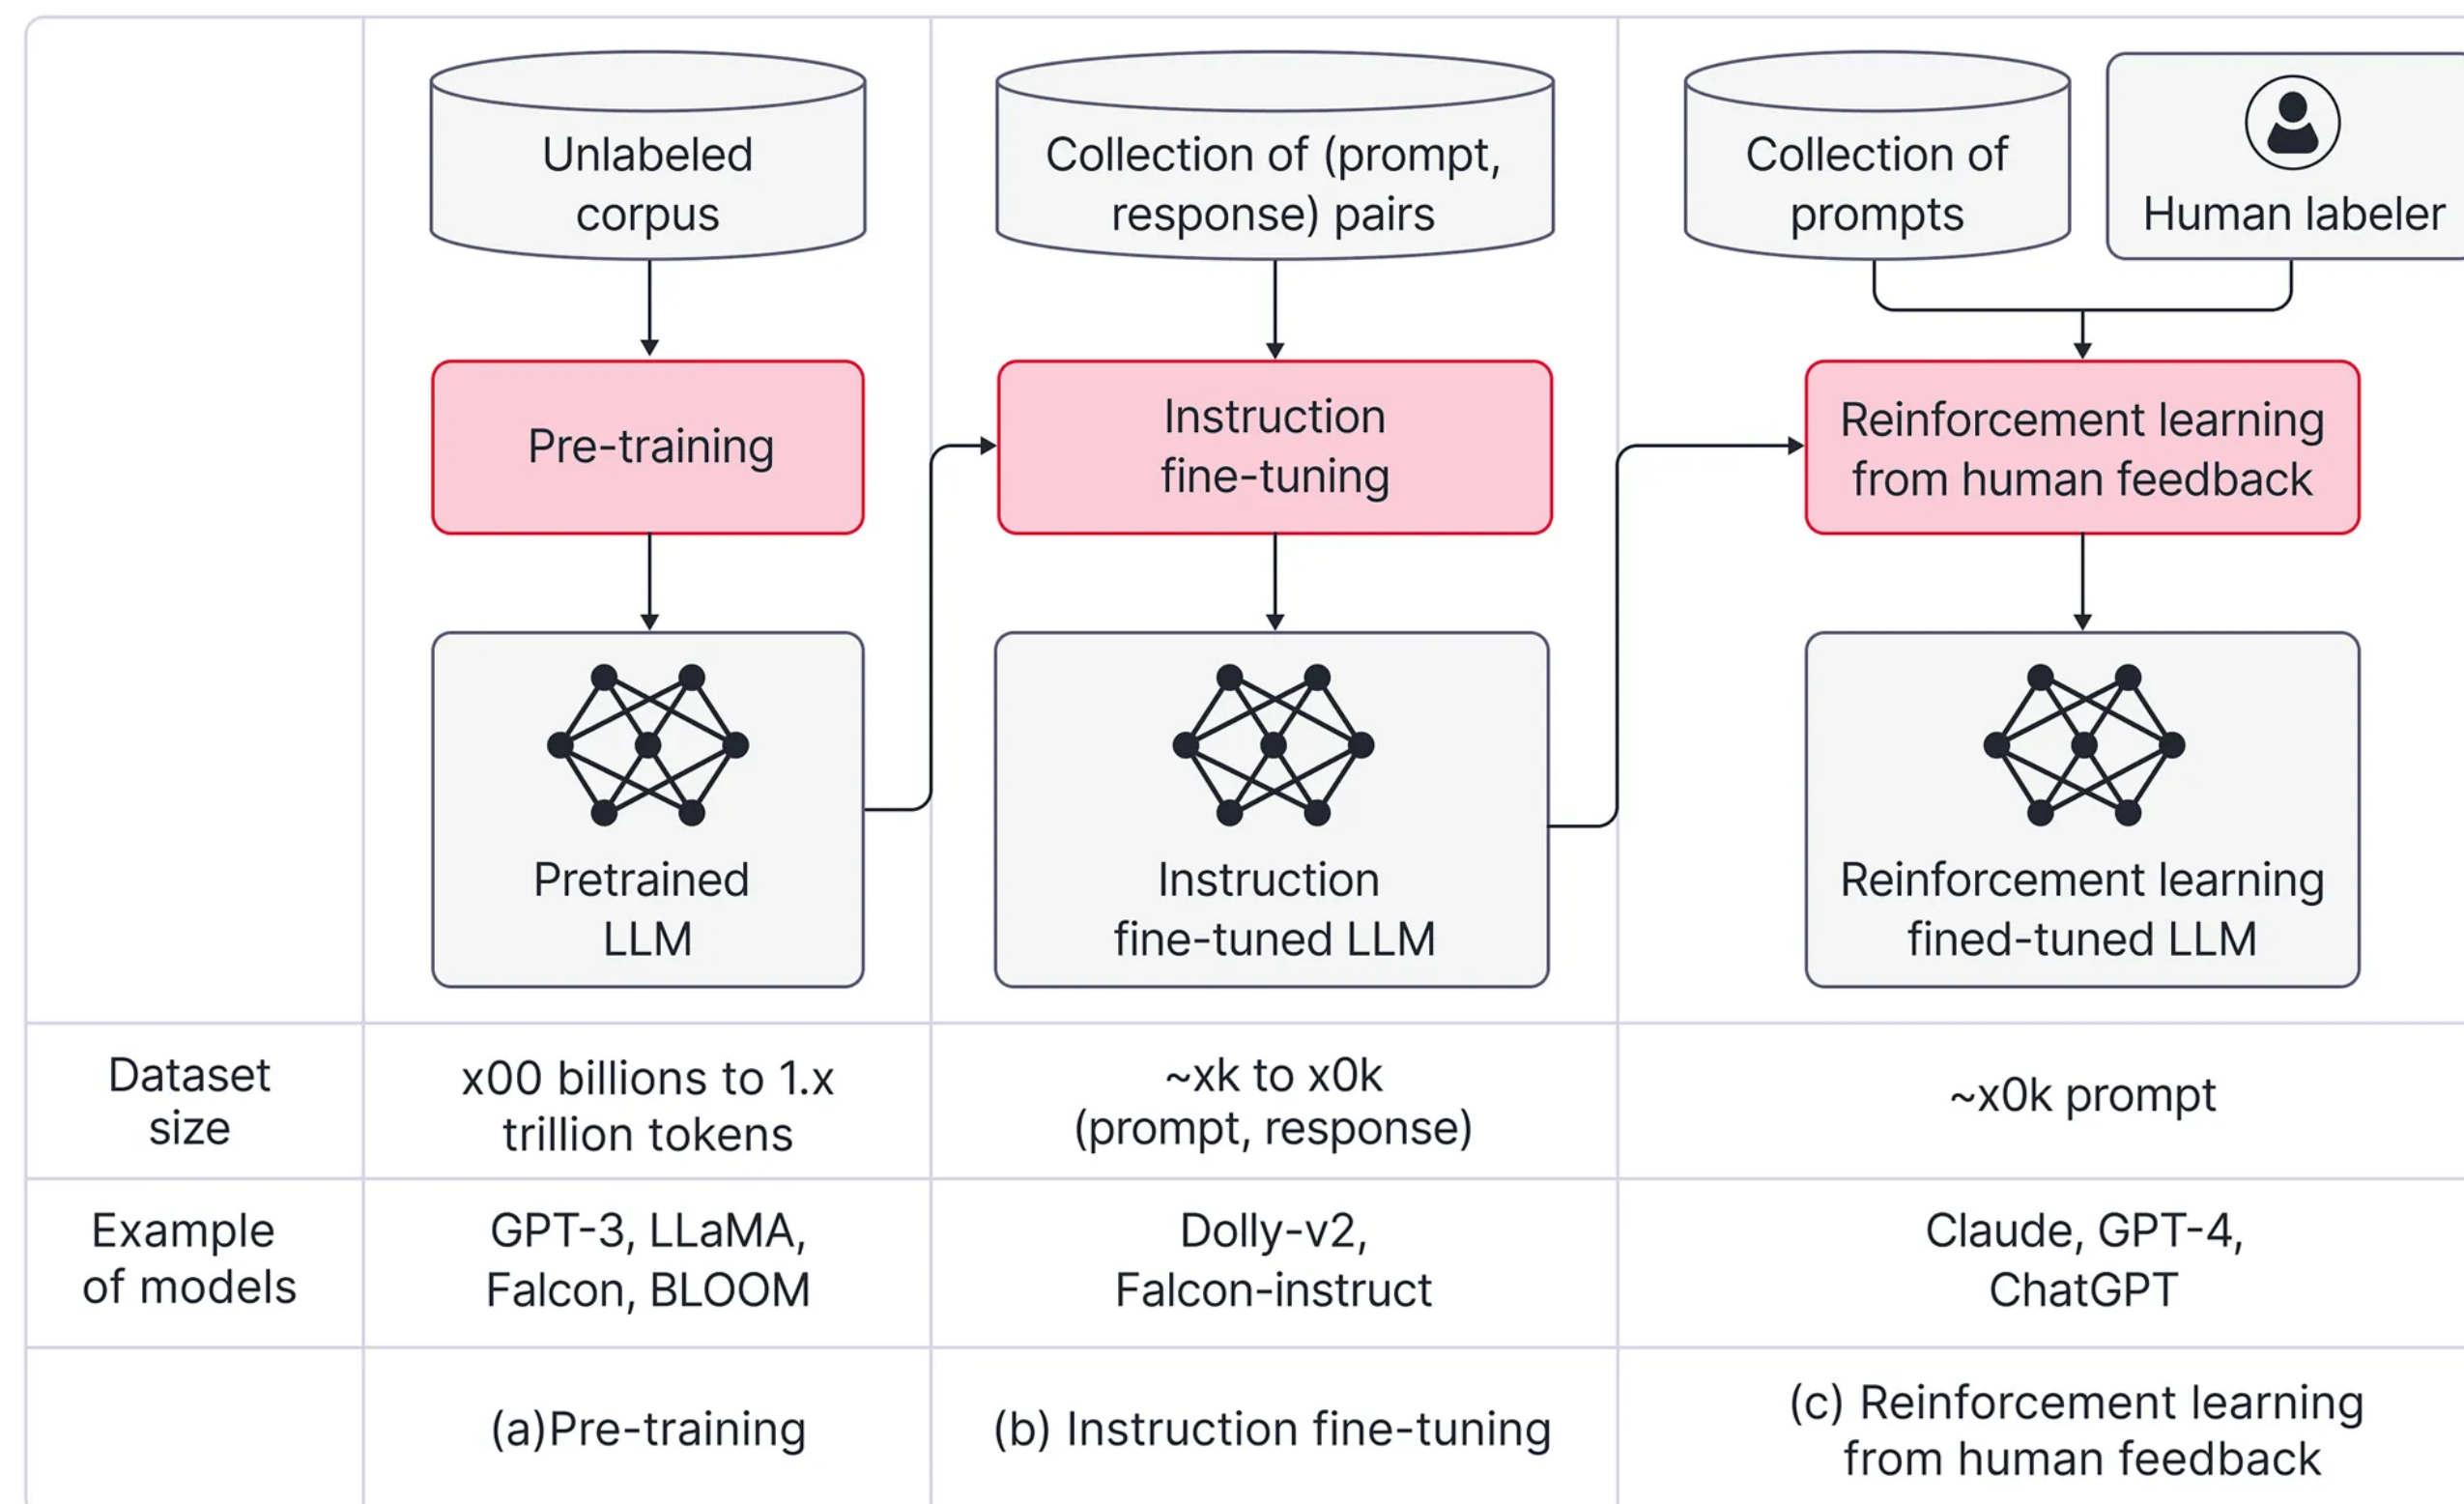 Unlabeled
corpus
Collection of (prompt,
response) pairs
Collection of
prompts
Human labeler
Pre-training
Instruction
fine-tuning
Reinforcement learning
from human feedback
Pretrained
LLM
Instruction
fine-tuned LLM
Reinforcement learning
fined-tuned LLM
Dataset
size
x00 billions to 1.x
trillion tokens
~xk to x0k
(prompt, response)
~x0k prompt
Example
of models
GPT-3, LLaMA,
Falcon, BLOOM
Dolly-v2,
Falcon-instruct
Claude, GPT-4,
ChatGPT
(a)Pre-training
(b) Instruction fine-tuning
(c) Reinforcement learning
from human feedback